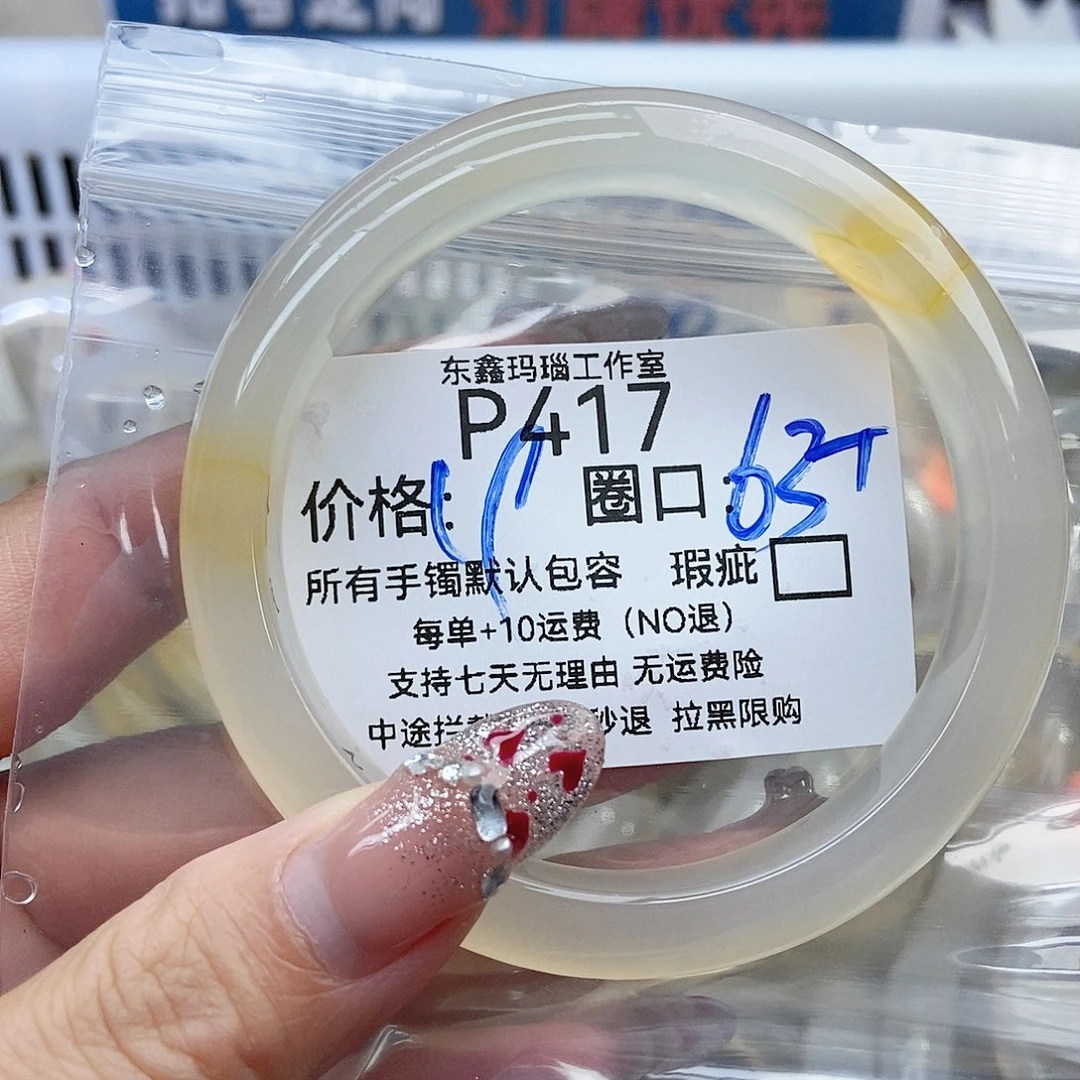 东鑫玛瑙工作室
P417
价格: 圈口: 63
所有手镯默认包容 瑕疵
每单+10运费（NO退）
支持七天无理由 无运费险
中途拦 秒退 拉黑限购